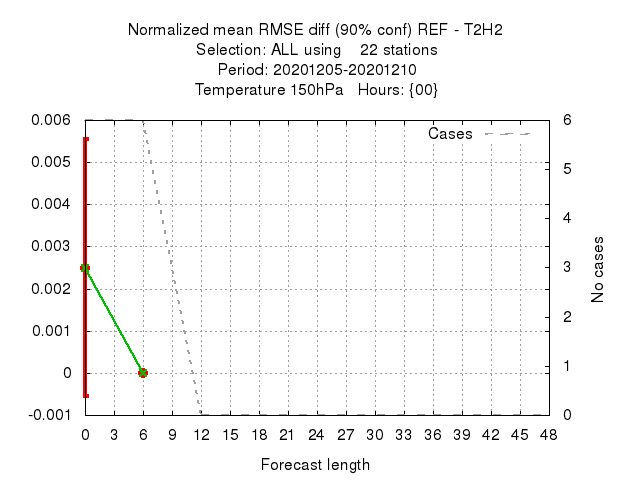 Normalized mean RMSE diff (90% conf) REF - T2H2
Selection: ALL using    22 stations
Period: 20201205-20201210
Temperature 150hPa   Hours: {00}
0.006
0.005
0.004
0.003
0.002
0.001
0
-0.001
Cases
6
5
4
3
2
1
0
No cases
0 3 6 9 12 15 18 21 24 27 30 33 36 39 42 45 48
Forecast length